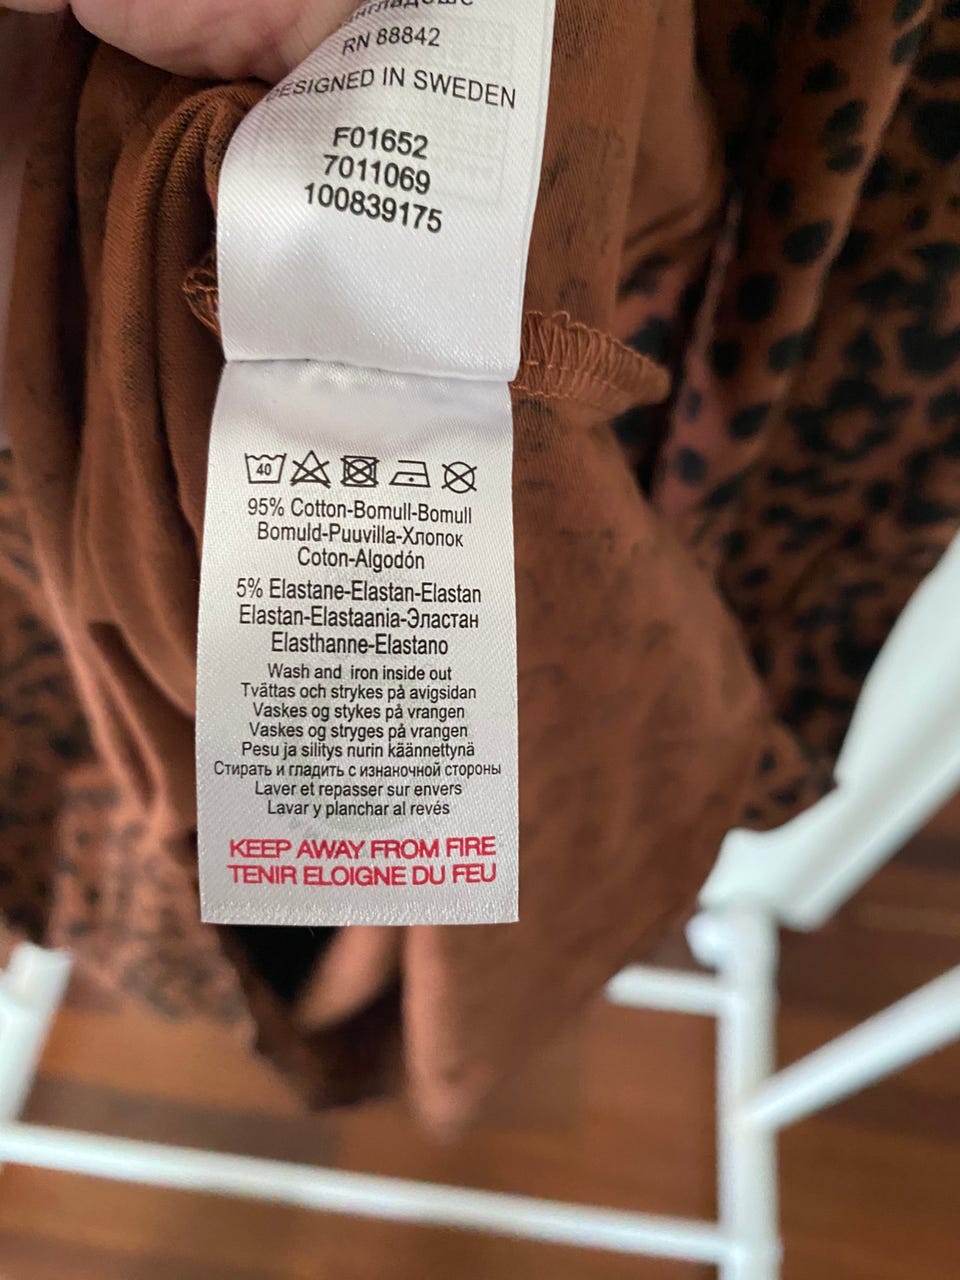 RN 88842
DESIGNED IN SWEDEN
F01652
7011069
100839175
40
95% Cotton-Bomull-Bomull
Bomuld-Puuvilla-Хлопок
Coton-Algodón
5% Elastane-Elastan-Elastan
Elastan-Elastaania-Эластан
Elasthanne-Elastano
Wash and iron inside out
Tvättas och strykes på avigsidan
Vaskes og stykes på vrangen
Vaskes og stryges på vrangen
Pesu ja silitys nurin käännettynä
Стирать и гладить с изнаночной стороны
Laver et repasser sur envers
Lavar y planchar al revés
KEEP AWAY FROM FIRE
TENIR ELOIGNE DU FEU